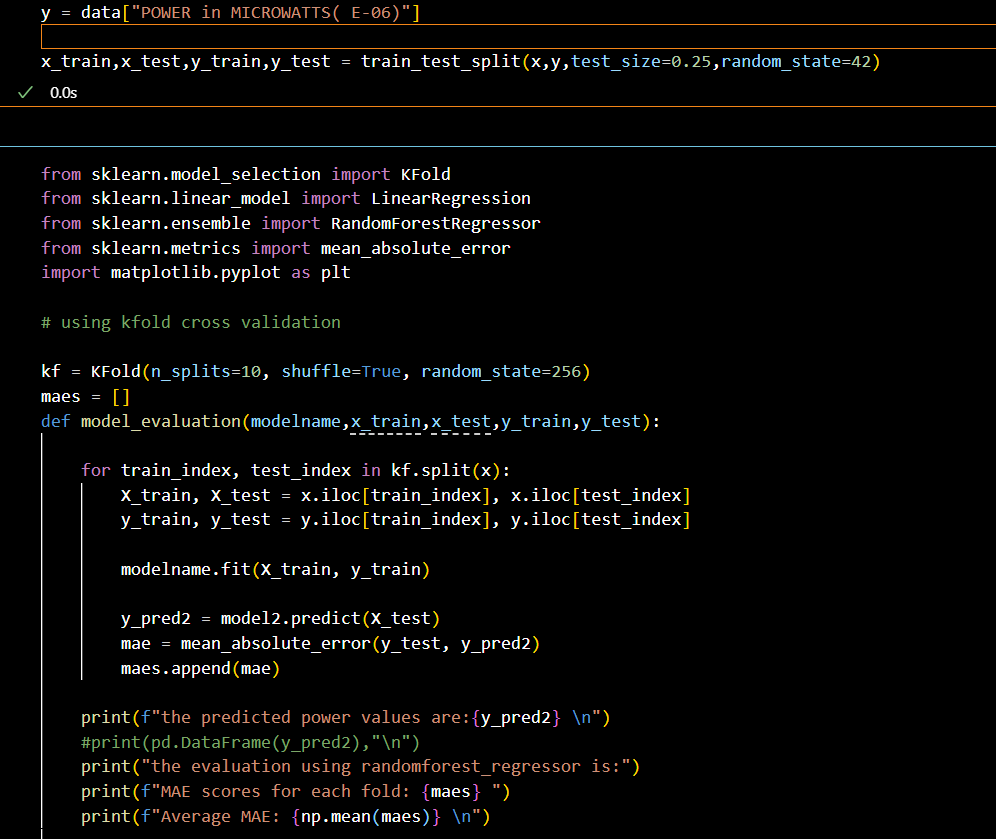 y = data["POWER in MICROWATTS( E-06)"]
x_train,x_test,y_train,y_test = train_test_split(x,y,test_size=0.25,random_state=42)
✓ 0.0s
from sklearn.model_selection import KFold
from sklearn.linear_model import LinearRegression
from sklearn.ensemble import RandomForestRegressor
from sklearn.metrics import mean_absolute_error
import matplotlib.pyplot as plt
# using kfold cross validation
kf = KFold(n_splits=10, shuffle=True, random_state=256)
maes = []
def model_evaluation(modelname,x_train,x_test,y_train,y_test):
for train_index, test_index in kf.split(x):
X_train, X_test = x.iloc[train_index], x.iloc[test_index]
y_train, y_test = y.iloc[train_index], y.iloc[test_index]
modelname.fit(X_train, y_train)
y_pred2 = model2.predict(X_test)
mae = mean_absolute_error(y_test, y_pred2)
maes.append(mae)
print(f"the predicted power values are:{y_pred2} \n")
#print(pd.DataFrame(y_pred2),"\n")
print("the evaluation using randomforest_regressor is:")
print(f"MAE scores for each fold: {maes} ")
print(f"Average MAE: {np.mean(maes)} \n")